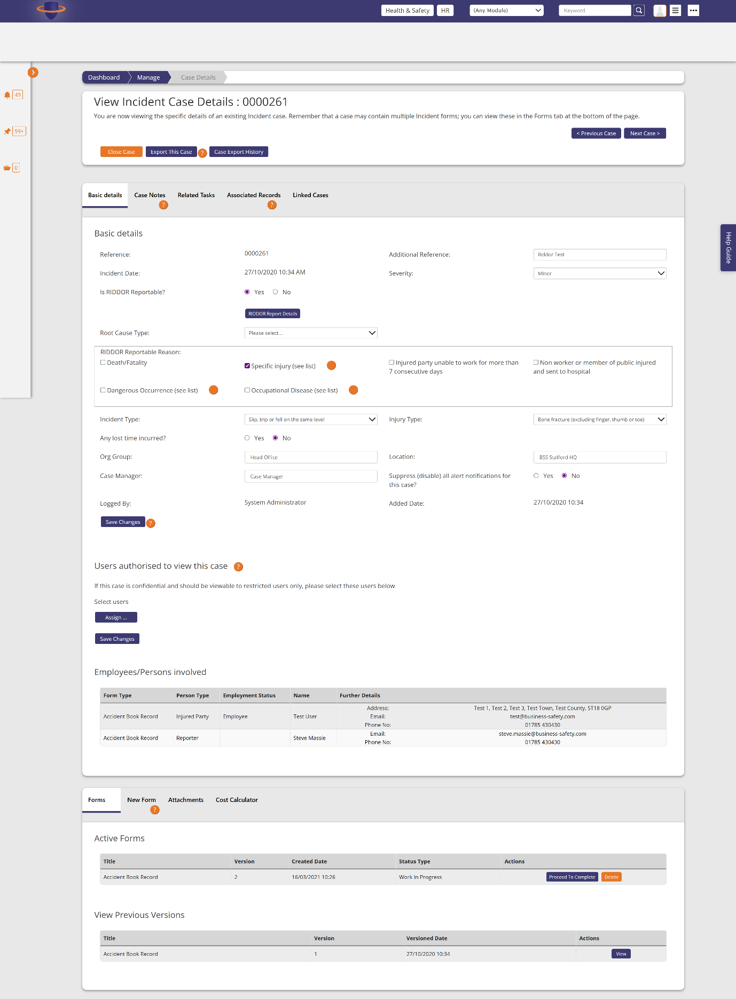 Health & Safety HR (Any Module) Keyword
Dashboard Manage Case Details
49
99+
0
View Incident Case Details : 0000261
You are now viewing the specific details of an existing Incident case. Remember that a case may contain multiple Incident forms; you can view these in the Forms tab at the bottom of the page.
< Previous Case Next Case >
Close Case Export This Case ? Case Export History
Basic details Case Notes Related Tasks Associated Records Linked Cases
? ?
Help Guide
Basic details
Reference: 0000261 Additional Reference: Riddor Test
Incident Date: 27/10/2020 10:34 AM Severity: Minor
Is RIDDOR Reportable? Yes No
RIDDOR Report Details
Root Cause Type: Please select...
RIDDOR Reportable Reason:
Death/Fatality Specific injury (see list) Injured party unable to work for more than Non worker or member of public injured
7 consecutive days and sent to hospital
Dangerous Occurrence (see list) Occupational Disease (see list)
Incident Type: Slip, trip or fell on the same level Injury Type: Bone fracture (excluding finger, thumb or toe)
Any lost time incurred? Yes No
Org Group: Head Office Location: BSS Stafford HQ
Case Manager: Case Manager Suppress (disable) all alert notifications for Yes No
this case?
Logged By: System Administrator Added Date: 27/10/2020 10:34
Save Changes ?
Users authorised to view this case ?
If this case is confidential and should be viewable to restricted users only, please select these users below
Select users
Assign ...
Save Changes
Employees/Persons involved
Form Type Person Type Employment Status Name Further Details
Address: Test 1, Test 2, Test 3, Test Town, Test County, ST18 0GP
Accident Book Record Injured Party Employee Test User Email: test@business-safety.com
Phone No: 01785 430430
Email: steve.massie@business-safety.com
Accident Book Record Reporter Steve Massie
Phone No: 01785 430430
Forms New Form Attachments Cost Calculator
?
Active Forms
Title Version Created Date Status Type Actions
Accident Book Record 2 16/03/2021 10:26 Work In Progress Proceed To Complete Delete
View Previous Versions
Title Version Versioned Date Actions
Accident Book Record 1 27/10/2020 10:34 View